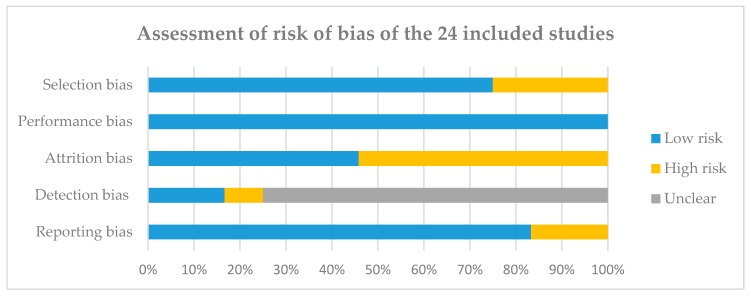 Assessment of risk of bias of the 24 included studies
Selection bias
Performance bias
Attrition bias
Detection bias
Reporting bias
Low risk
High risk
Unclear
0% 10% 20% 30% 40% 50% 60% 70% 80% 90% 100%